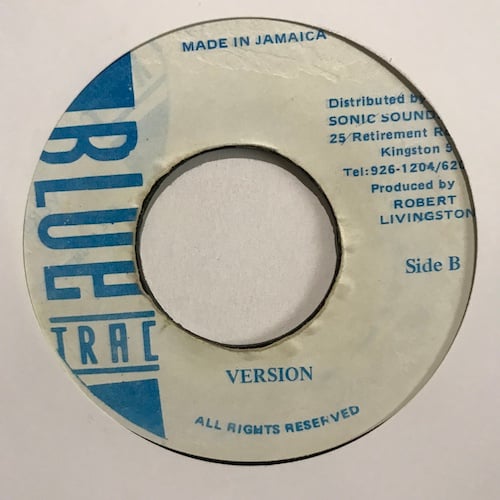 MADE IN JAMAICA
BLUE
TRAC
Distributed by
SONIC SOUND
25 Retirement R
Kingston 5
Tel: 926-1204/62
Produced by
ROBERT
LIVINGSTON
Side B
VERSION
ALL RIGHTS RESERVED